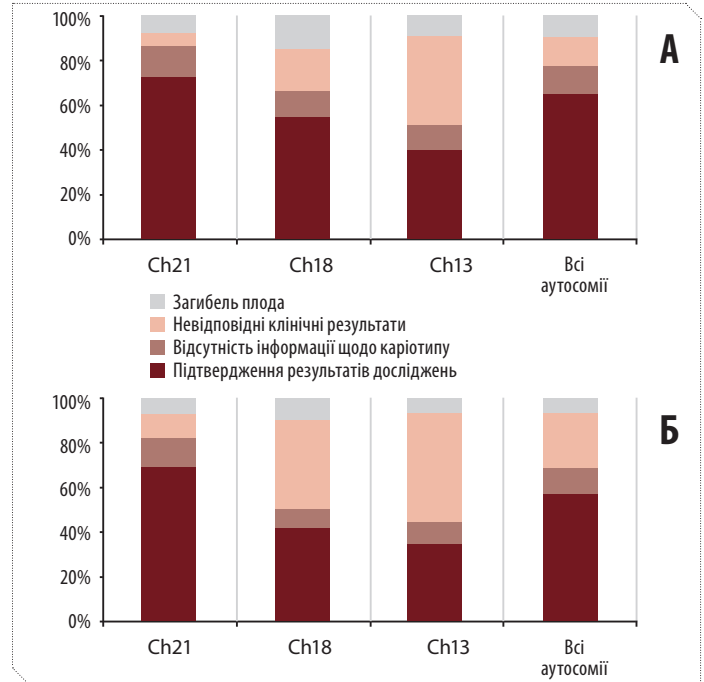 100%
80%
60%
40%
20%
0%
А
Ch21 Ch18 Ch13 Всі аутосомії
Загибель плода
Невідповідні клінічні результати
Відсутність інформації щодо каріотипу
Підтвердження результатів досліджень
100%
80%
60%
40%
20%
0%
Б
Ch21 Ch18 Ch13 Всі аутосомії